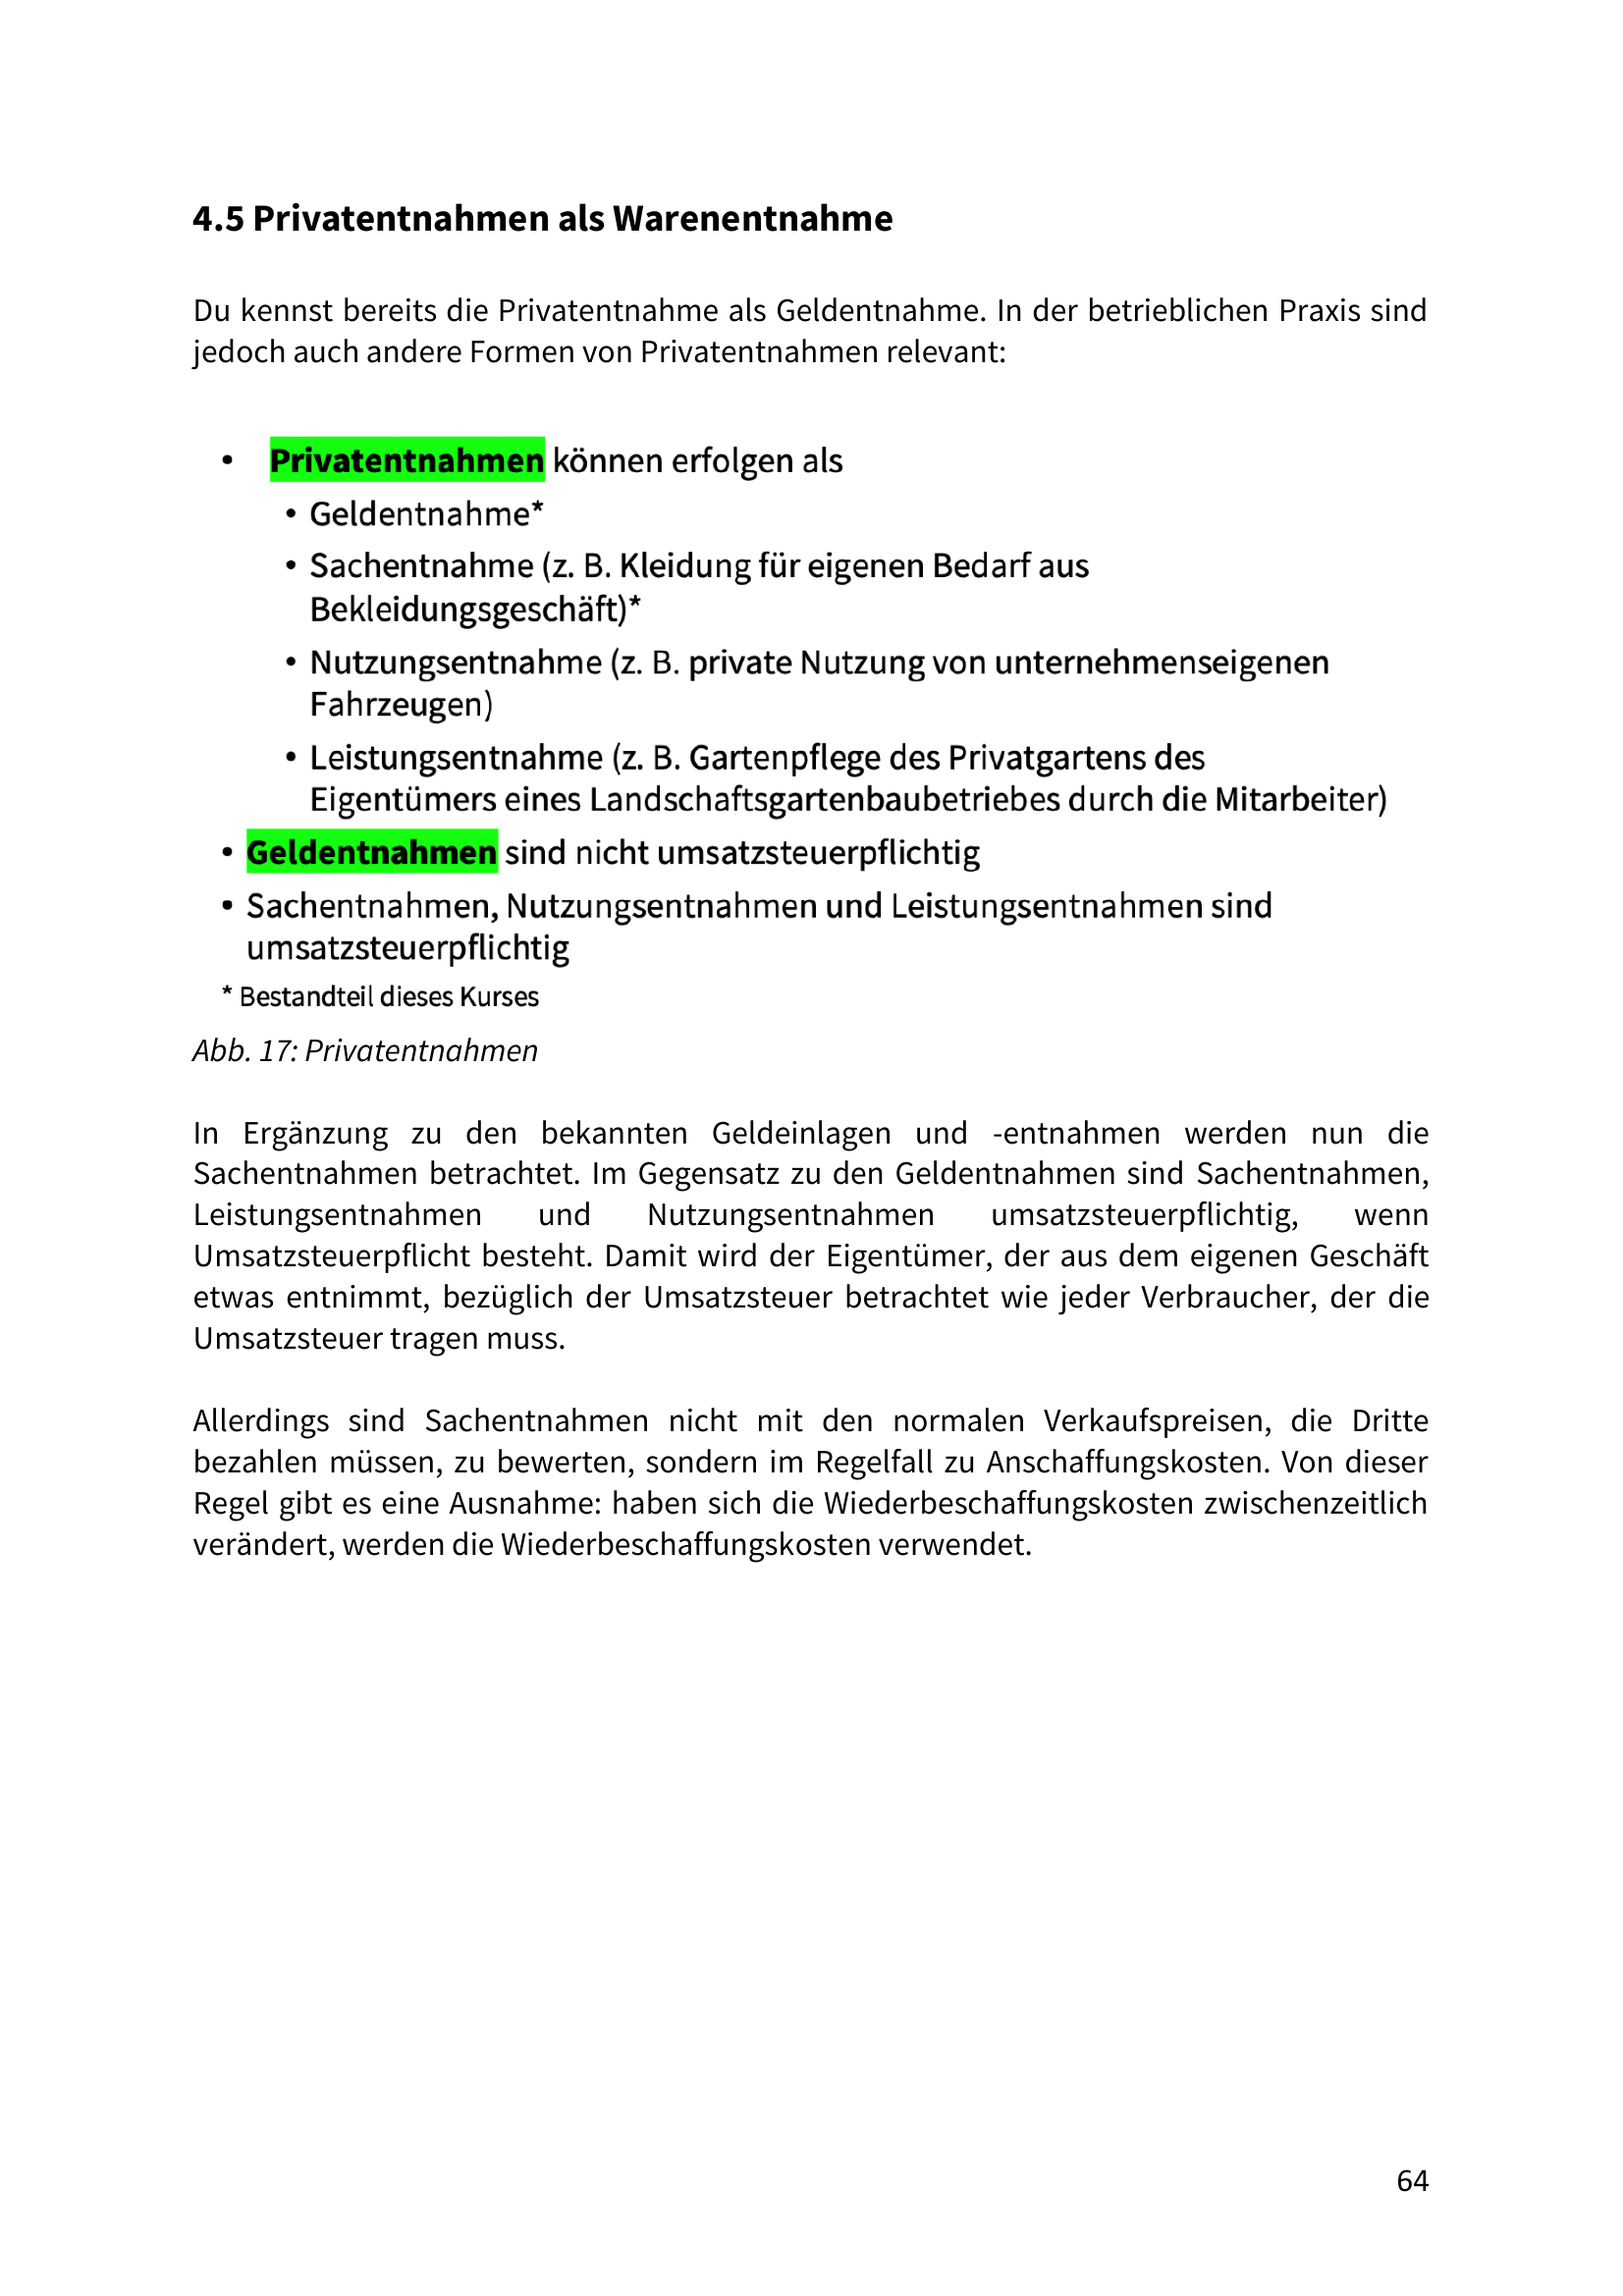 4.5 Privatentnahmen als Warenentnahme
Du kennst bereits die Privatentnahme als Geldentnahme. In der betrieblichen Praxis sind
jedoch auch andere Formen von Privatentnahmen relevant:
• Privatentnahmen können erfolgen als
• Geldentnahme*
• Sachentnahme (z. B. Kleidung für eigenen Bedarf aus
Bekleidungsgeschäft)*
• Nutzungsentnahme (z. B. private Nutzung von unternehmenseigenen
Fahrzeugen)
• Leistungsentnahme (z. B. Gartenpflege des Privatgartens des
Eigentümers eines Landschaftsgartenbaubetriebes durch die Mitarbeiter)
• Geldentnahmen sind nicht umsatzsteuerpflichtig
• Sachentnahmen, Nutzungsentnahmen und Leistungsentnahmen sind
umsatzsteuerpflichtig
* Bestandteil dieses Kurses
Abb. 17: Privatentnahmen
In Ergänzung zu den bekannten Geldeinlagen und -entnahmen werden nun die
Sachentnahmen betrachtet. Im Gegensatz zu den Geldentnahmen sind Sachentnahmen,
Leistungsentnahmen und Nutzungsentnahmen umsatzsteuerpflichtig, wenn
Umsatzsteuerpflicht besteht. Damit wird der Eigentümer, der aus dem eigenen Geschäft
etwas entnimmt, bezüglich der Umsatzsteuer betrachtet wie jeder Verbraucher, der die
Umsatzsteuer tragen muss.
Allerdings sind Sachentnahmen nicht mit den normalen Verkaufspreisen, die Dritte
bezahlen müssen, zu bewerten, sondern im Regelfall zu Anschaffungskosten. Von dieser
Regel gibt es eine Ausnahme: haben sich die Wiederbeschaffungskosten zwischenzeitlich
verändert, werden die Wiederbeschaffungskosten verwendet.
64